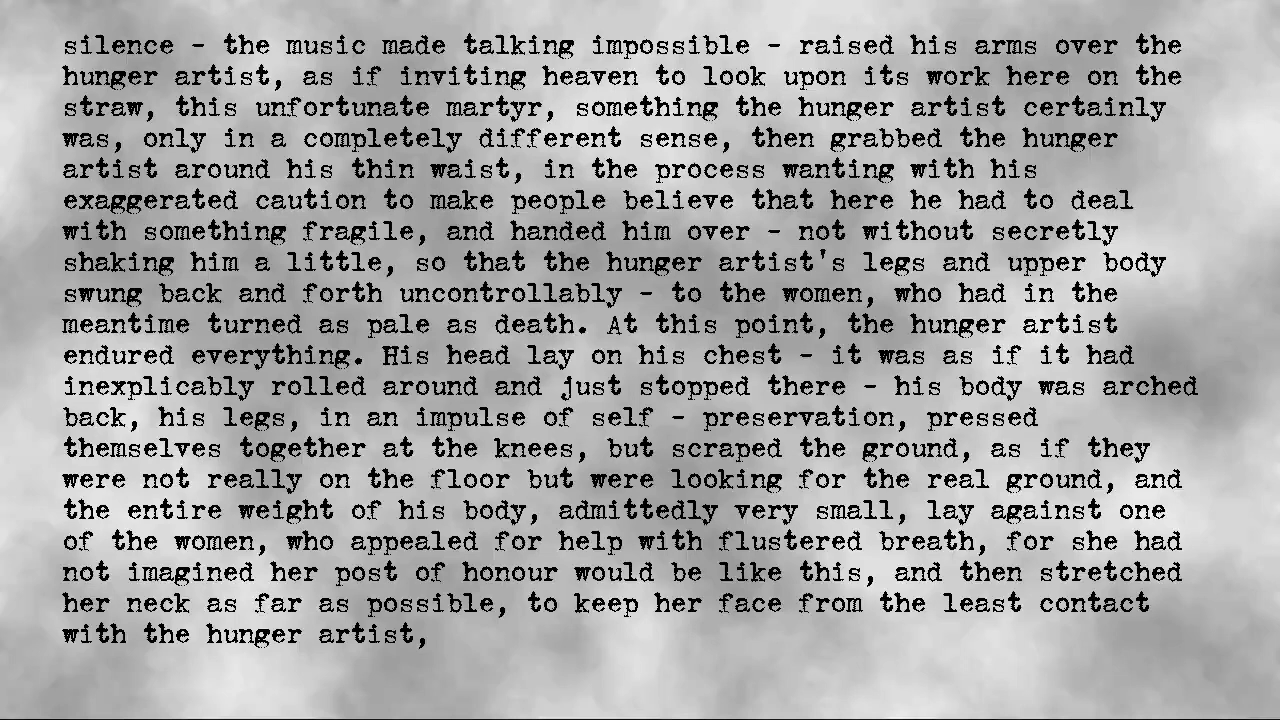 silence - the music made talking impossible - raised his arms over the
hunger artist, as if inviting heaven to look upon its work here on the
straw, this unfortunate martyr, something the hunger artist certainly
was, only in a completely different sense, then grabbed the hunger
artist around his thin waist, in the process wanting with his
exaggerated caution to make people believe that here he had to deal
with something fragile, and handed him over - not without secretly
shaking him a little, so that the hunger artist's legs and upper body
swung back and forth uncontrollably - to the women, who had in the
meantime turned as pale as death. At this point, the hunger artist
endured everything. His head lay on his chest - it was as if it had
inexplicably rolled around and just stopped there - his body was arched
back, his legs, in an impulse of self - preservation, pressed
themselves together at the knees, but scraped the ground, as if they
were not really on the floor but were looking for the real ground, and
the entire weight of his body, admittedly very small, lay against one
of the women, who appealed for help with flustered breath, for she had
not imagined her post of honour would be like this, and then stretched
her neck as far as possible, to keep her face from the least contact
with the hunger artist,